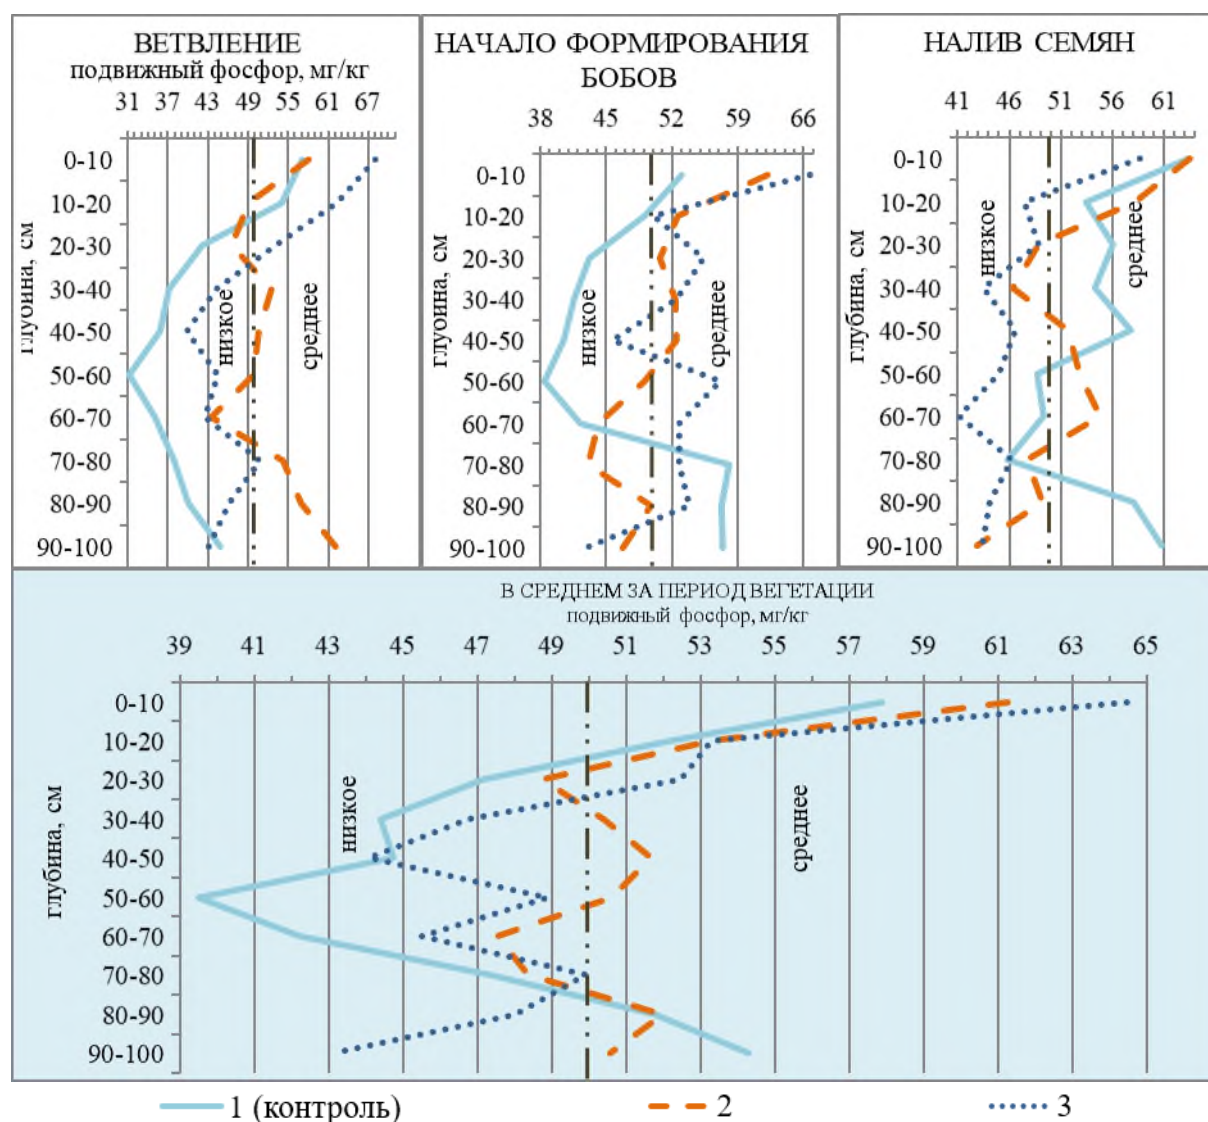 ВЕТВЛЕНИЕ
подвижный фосфор, мг/кг
31 37 43 49 55 61 67
глубина, см
0-10
10-20
20-30
30-40
40-50
50-60
60-70
70-80
80-90
90-100
низкое
среднее
НАЧАЛО ФОРМИРОВАНИЯ
БОБОВ
38 45 52 59 66
глубина, см
0-10
10-20
20-30
30-40
40-50
50-60
60-70
70-80
80-90
90-100
низкое
среднее
НАЛИВ СЕМЯН
41 46 51 56 61
глубина, см
0-10
10-20
20-30
30-40
40-50
50-60
60-70
70-80
80-90
90-100
низкое
среднее
В СРЕДНЕМ ЗА ПЕРИОД ВЕГЕТАЦИИ
подвижный фосфор, мг/кг
39 41 43 45 47 49 51 53 55 57 59 61 63 65
глубина, см
0-10
10-20
20-30
30-40
40-50
50-60
60-70
70-80
80-90
90-100
низкое
среднее
1 (контроль) 2 3